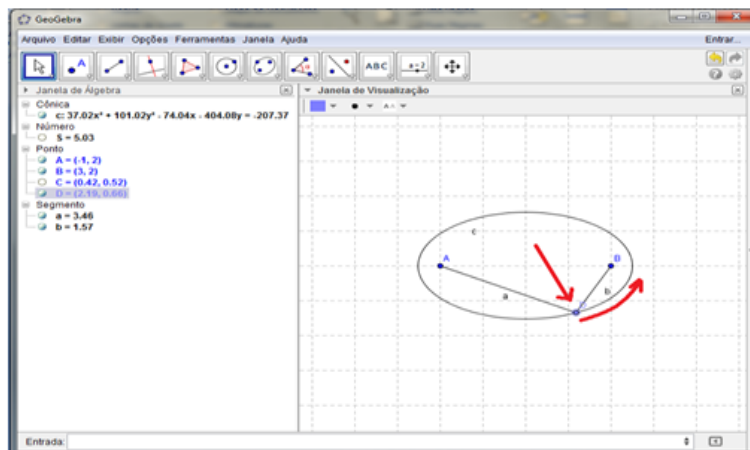 GeoGebra
Arquivo Editar Exibir Opções Ferramentas Janela Ajuda
Entrar...
A
ABC
a=2
Janela de Álgebra
Cônica
c: 37.02x² + 101.02y² - 74.04x - 404.08y = -207.37
Número
S = 5.03
Ponto
A = (-1, 2)
B = (3, 2)
C = (0.42, 0.52)
D = (2.19, 0.86)
Segmento
a = 3.46
b = 1.57
Janela de Visualização
c
A
B
a
b
Entrada: